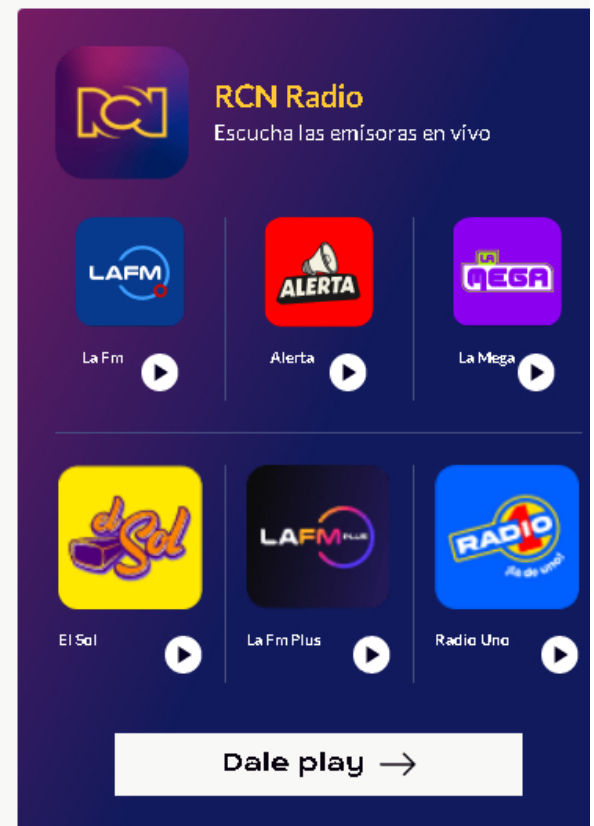 RCN
RCN Radio
Escucha las emisoras en vivo
LAFM
ALERTA
LA
MEGA
La Fm
Alerta
La Mega
el
Sol
LAFM PLUS
RADIO 1
¡la de uno!
El Sol
La Fm Plus
Radio Uno
Dale play →